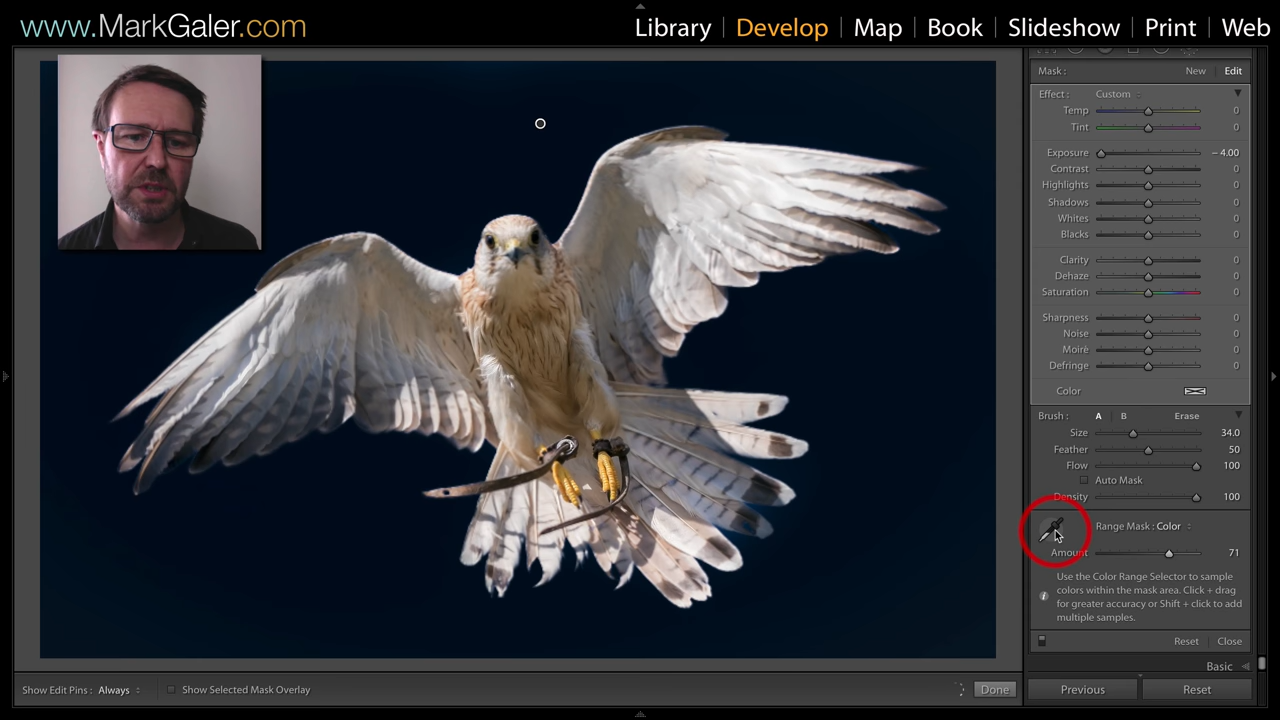 www.MarkGaler.com
Library | Develop | Map | Book | Slideshow | Print | Web
Mask : New Edit
Effect : Custom
Temp 0
Tint 0
Exposure – 4.00
Contrast 0
Highlights 0
Shadows 0
Whites 0
Blacks 0
Clarity 0
Dehaze 0
Saturation 0
Sharpness 0
Noise 0
Moiré 0
Defringe 0
Color
Brush : A B Erase
Size 34.0
Feather 50
Flow 100
Auto Mask
Density 100
Range Mask : Color
Amount 71
Use the Color Range Selector to sample
colors within the mask area. Click + drag
for greater accuracy or Shift + click to add
multiple samples.
Reset Close
Basic
Show Edit Pins : Always Show Selected Mask Overlay Done
Previous Reset